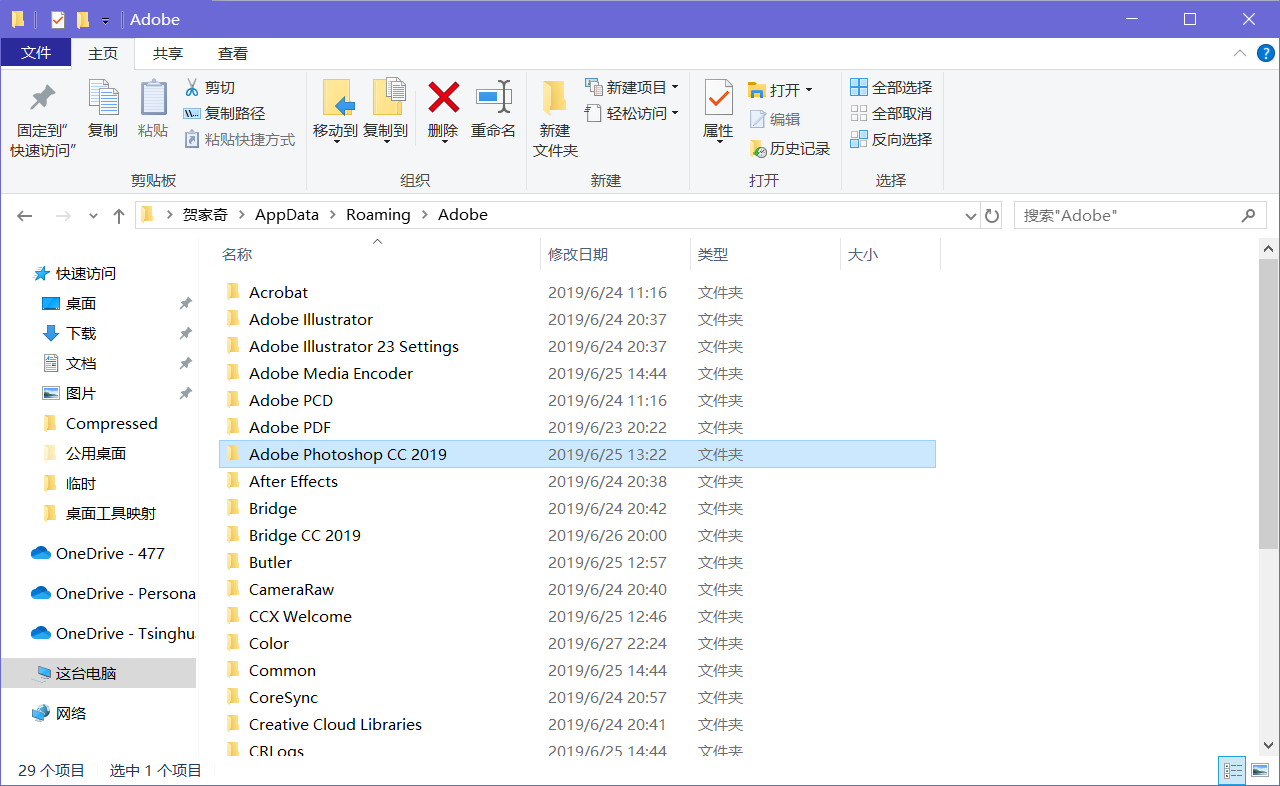 Adobe
文件 主页 共享 查看
固定到"快速访问"
复制
粘贴
剪切
复制路径
粘贴快捷方式
剪贴板
移动到
复制到
删除
重命名
组织
新建文件夹
新建项目
轻松访问
新建
属性
打开
编辑
历史记录
打开
全部选择
全部取消
反向选择
选择
贺家奇 > AppData > Roaming > Adobe
搜索"Adobe"
快速访问
桌面
下载
文档
图片
Compressed
公用桌面
临时
桌面工具映射
OneDrive - 477
OneDrive - Persona
OneDrive - Tsinghu
这台电脑
网络
名称 修改日期 类型 大小
Acrobat 2019/6/24 11:16 文件夹
Adobe Illustrator 2019/6/24 20:37 文件夹
Adobe Illustrator 23 Settings 2019/6/24 20:37 文件夹
Adobe Media Encoder 2019/6/25 14:44 文件夹
Adobe PCD 2019/6/24 11:16 文件夹
Adobe PDF 2019/6/23 20:22 文件夹
Adobe Photoshop CC 2019 2019/6/25 13:22 文件夹
After Effects 2019/6/24 20:38 文件夹
Bridge 2019/6/24 20:42 文件夹
Bridge CC 2019 2019/6/26 20:00 文件夹
Butler 2019/6/25 12:57 文件夹
CameraRaw 2019/6/24 20:40 文件夹
CCX Welcome 2019/6/25 12:46 文件夹
Color 2019/6/27 22:24 文件夹
Common 2019/6/25 14:44 文件夹
CoreSync 2019/6/24 20:57 文件夹
Creative Cloud Libraries 2019/6/24 20:41 文件夹
CRLogs 2019/6/25 14:44 文件夹
29 个项目 选中 1 个项目